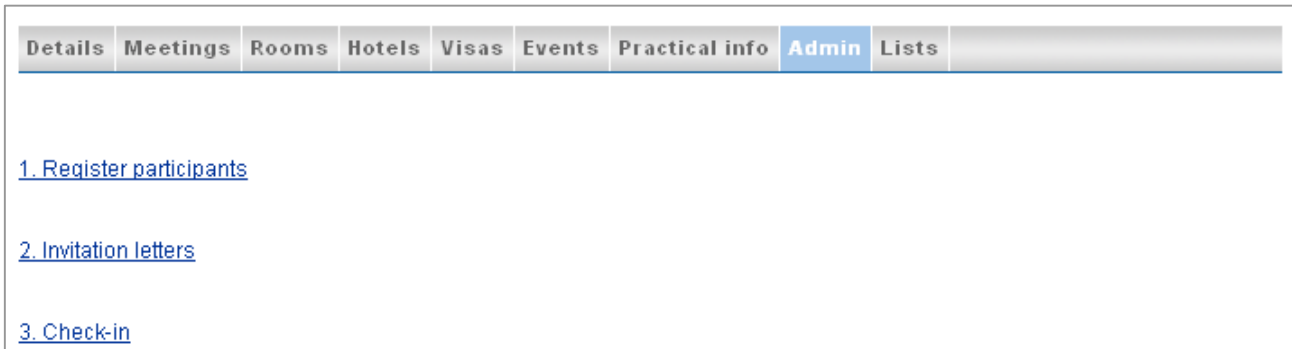 Details Meetings Rooms Hotels Visas Events Practical info Admin Lists
1. Register participants
2. Invitation letters
3. Check-in